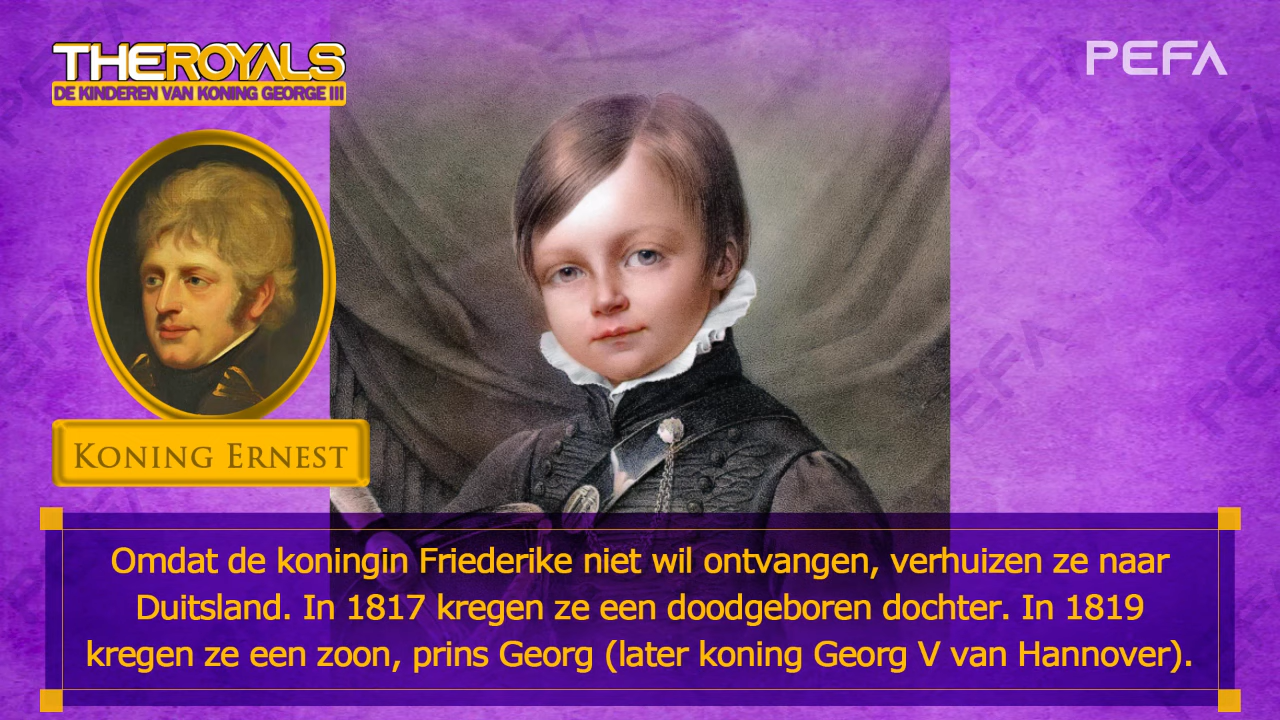 THEROYALS
DE KINDEREN VAN KONING GEORGE III
PEFA
KONING ERNEST
Omdat de koningin Friederike niet wil ontvangen, verhuizen ze naar
Duitsland. In 1817 kregen ze een doodgeboren dochter. In 1819
kregen ze een zoon, prins Georg (later koning Georg V van Hannover).